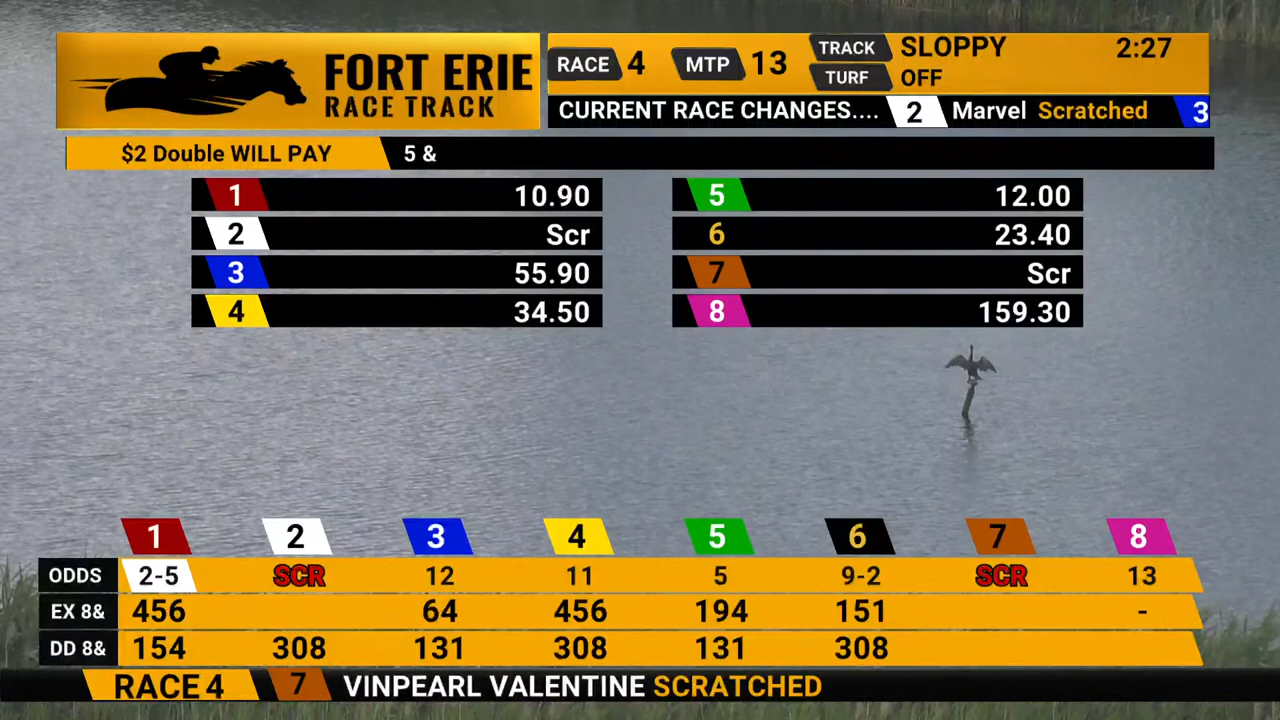 FORT ERIE
RACE TRACK
RACE 4 MTP 13 TRACK SLOPPY 2:27
TURF OFF
CURRENT RACE CHANGES.... 2 Marvel Scratched 3
$2 Double WILL PAY 5 &
1 10.90 5 12.00
2 Scr 6 23.40
3 55.90 7 Scr
4 34.50 8 159.30
1 2 3 4 5 6 7 8
ODDS 2-5 SCR 12 11 5 9-2 SCR 13
EX 8& 456 64 456 194 151 -
DD 8& 154 308 131 308 131 308
RACE 4 7 VINPEARL VALENTINE SCRATCHED